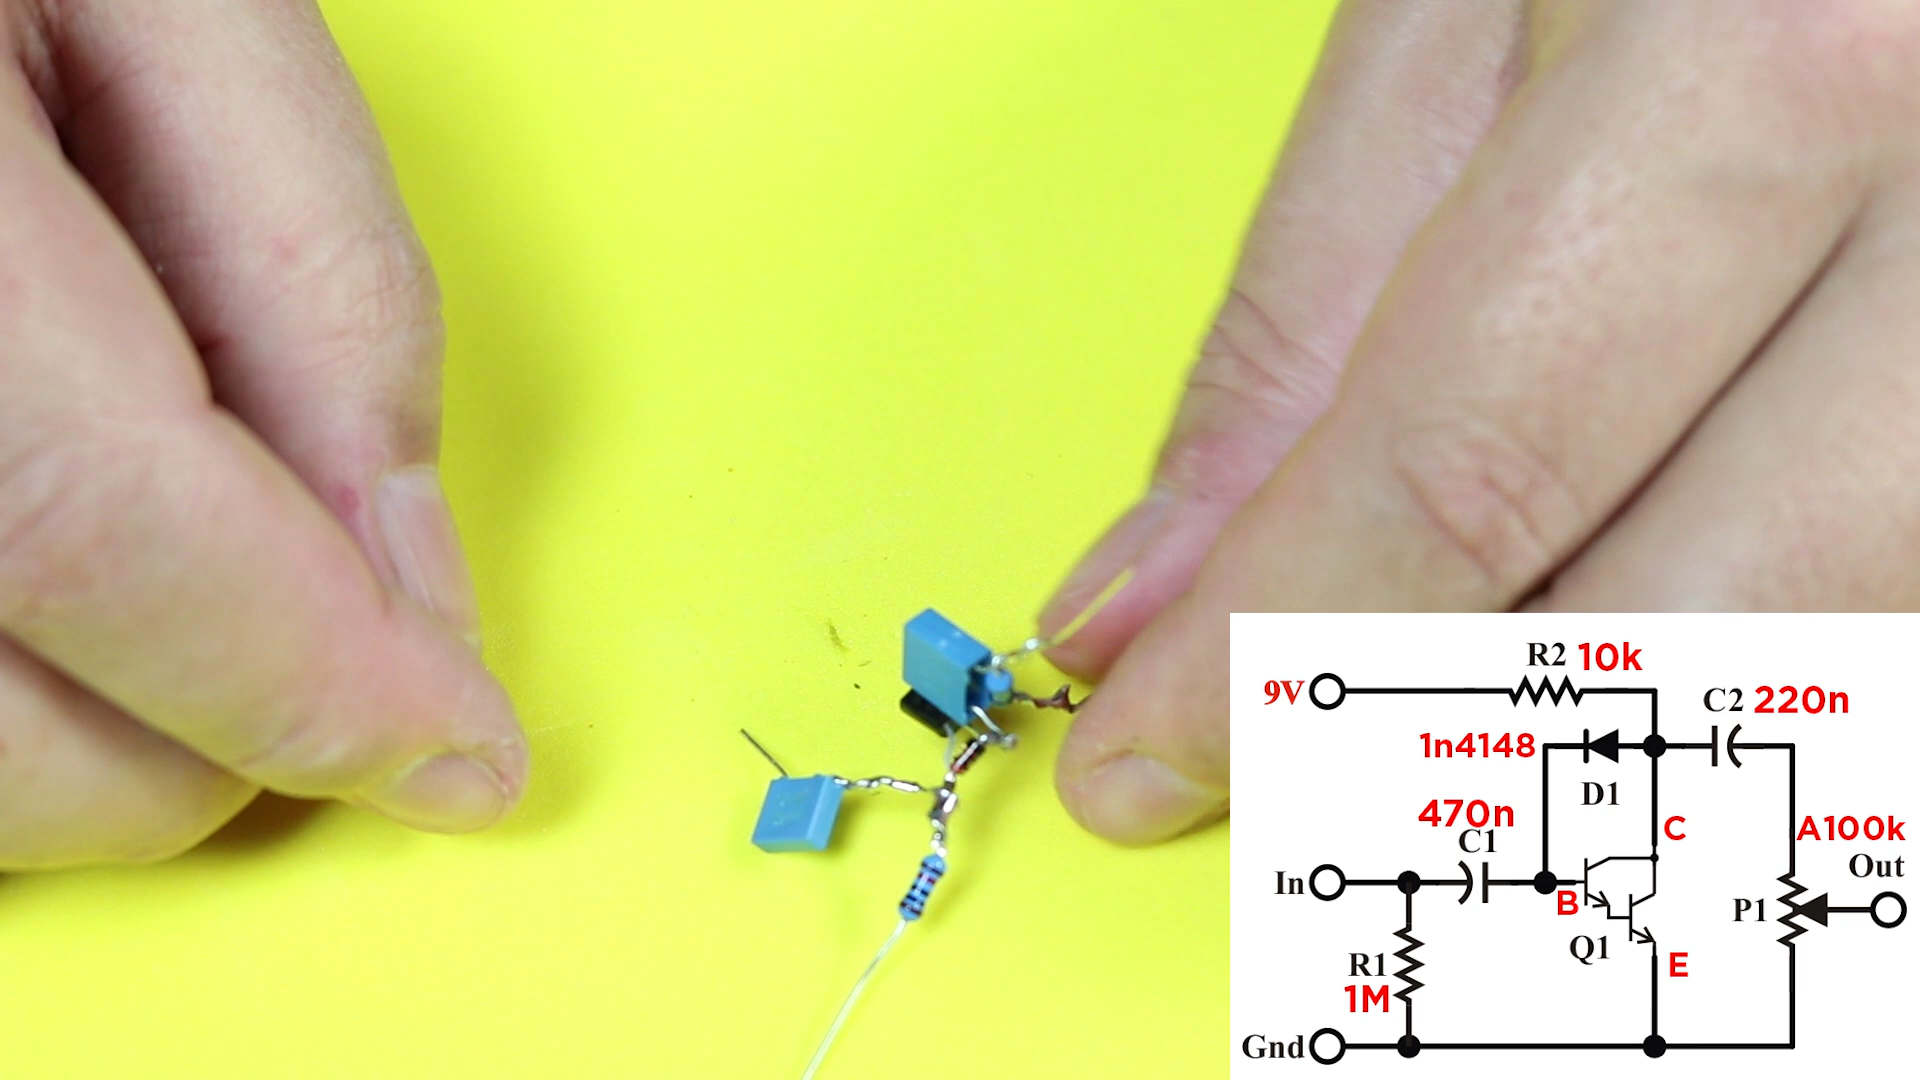 R2 10k
9V
C2 220n
1n4148
D1
470n
C1
C
A100k
Out
In
B
P1
Q1
R1
E
1M
Gnd